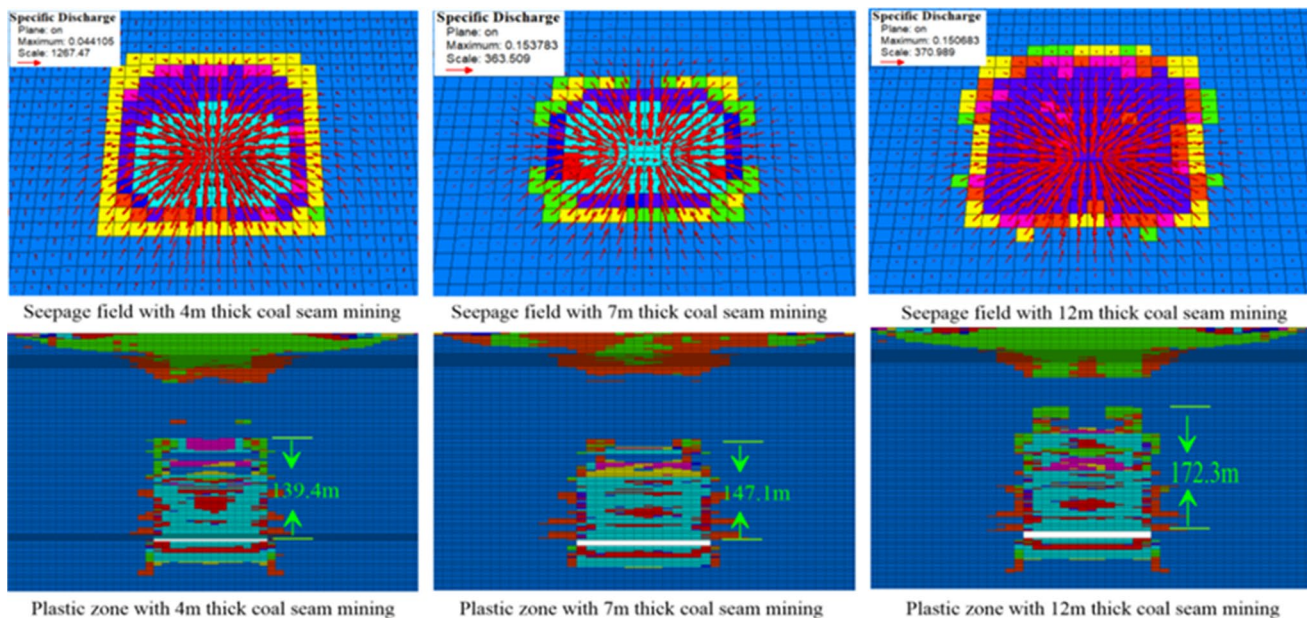 Specific Discharge
Plane: on
Maximum: 0.044105
Scale: 1267.47
Specific Discharge
Plane: on
Maximum: 0.153783
Scale: 363.509
Specific Discharge
Plane: on
Maximum: 0.150683
Scale: 370.989
Seepage field with 4m thick coal seam mining
Seepage field with 7m thick coal seam mining
Seepage field with 12m thick coal seam mining
139.4m
147.1m
172.3m
Plastic zone with 4m thick coal seam mining
Plastic zone with 7m thick coal seam mining
Plastic zone with 12m thick coal seam mining